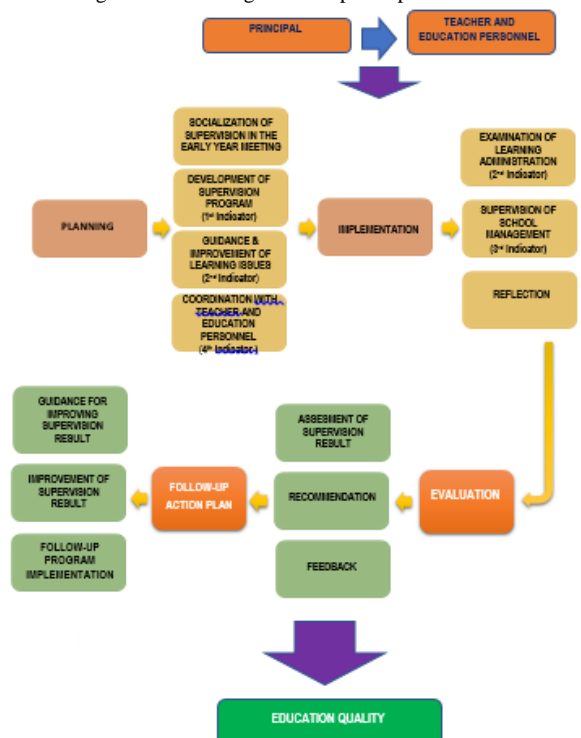 PRINCIPAL
TEACHER AND
EDUCATION PERSONNEL
SOCIALIZATION OF
SUPERVISION IN THE
EARLY YEAR MEETING
DEVELOPMENT OF
SUPERVISION
PROGRAM
(1st Indicator)
GUIDANCE &
IMPROVEMENT OF
LEARNING ISSUES
(2nd Indicator)
COORDINATION WITH
TEACHER AND
EDUCATION
PERSONNEL
(4th Indicator)
PLANNING
IMPLEMENTATION
EXAMINATION OF
LEARNING
ADMINISTRATION
(2nd Indicator)
SUPERVISION OF
SCHOOL
MANAGEMENT
(3rd Indicator)
REFLECTION
GUIDANCE FOR
IMPROVING
SUPERVISION
RESULT
IMPROVEMENT OF
SUPERVISION
RESULT
FOLLOW-UP
PROGRAM
IMPLEMENTATION
FOLLOW-UP
ACTION PLAN
ASSESMENT OF
SUPERVISION
RESULT
RECOMMENDATION
FEEDBACK
EVALUATION
EDUCATION QUALITY